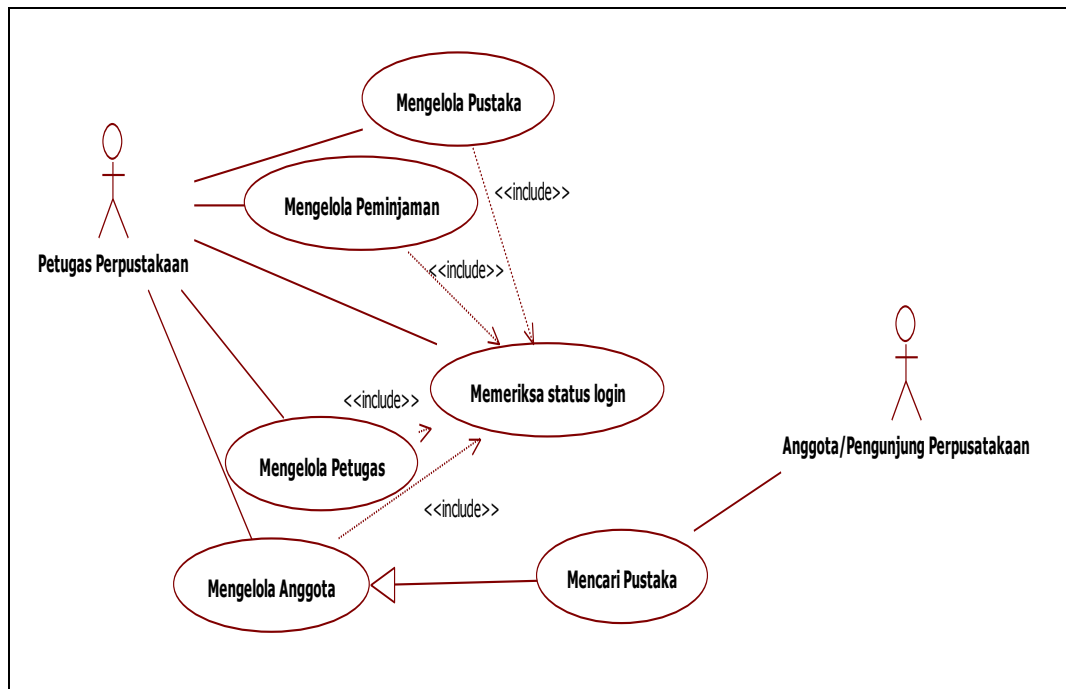 Mengelola Pustaka
<<include>>
Mengelola Peminjaman
Petugas Perpustakaan
<<include>>
Memeriksa status login
<<include>>
Anggota/Pengunjung Perpusatakaan
Mengelola Petugas
<<include>>
Mengelola Anggota
Mencari Pustaka